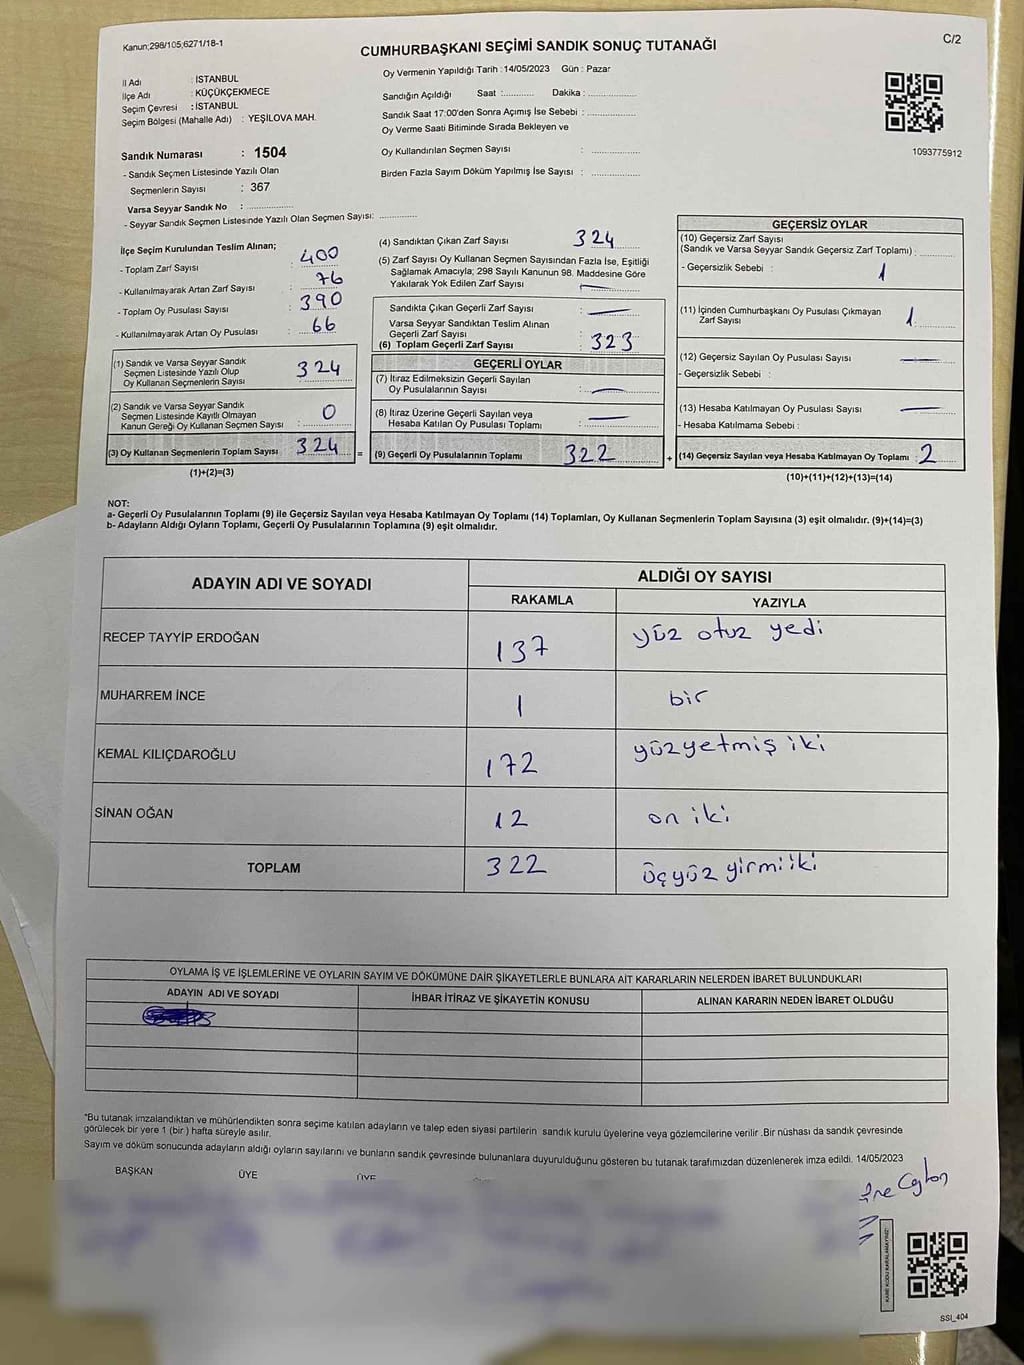 Kanun;298/105;6271/18-1
CUMHURBAŞKANI SEÇİMİ SANDIK SONUÇ TUTANAĞI
C/2
İl Adı : İSTANBUL
İlçe Adı : KÜÇÜKÇEKMECE
Seçim Çevresi : İSTANBUL
Seçim Bölgesi (Mahalle Adı) : YEŞİLOVA MAH.
Sandık Numarası : 1504
- Sandık Seçmen Listesinde Yazılı Olan
Seçmenlerin Sayısı : 367
Varsa Seyyar Sandık No : ..............
- Seyyar Sandık Seçmen Listesinde Yazılı Olan Seçmen Sayısı: ............
Oy Vermenin Yapıldığı Tarih : 14/05/2023 Gün : Pazar
Sandığın Açıldığı Saat :........... Dakika : ..............
Sandık Saat 17:00'den Sonra Açımış İse Sebebi : ..............
Oy Verme Saati Bitiminde Sırada Bekleyen ve
Oy Kullandırılan Seçmen Sayısı : ..............
Birden Fazla Sayım Döküm Yapılmış İse Sayısı : ..............
1093775912
İlçe Seçim Kurulundan Teslim Alınan;
- Toplam Zarf Sayısı : 400
- Kullanılmayarak Artan Zarf Sayısı : 76
- Toplam Oy Pusulası Sayısı : 390
- Kullanılmayarak Artan Oy Pusulası : 66
(1) Sandık ve Varsa Seyyar Sandık
Seçmen Listesinde Yazılı Olup
Oy Kullanan Seçmenlerin Sayısı 324
(2) Sandık ve Varsa Seyyar Sandık
Seçmen Listesinde Kayıtlı Olmayan
Kanun Gereği Oy Kullanan Seçmen Sayısı : 0
(3) Oy Kullanan Seçmenlerin Toplam Sayısı 324 =
(1)+(2)=(3)
(4) Sandıktan Çıkan Zarf Sayısı : 324
(5) Zarf Sayısı Oy Kullanan Seçmen Sayısından Fazla İse, Eşitliği
Sağlamak Amacıyla; 298 Sayılı Kanunun 98. Maddesine Göre
Yakılarak Yok Edilen Zarf Sayısı : —
Sandıkta Çıkan Geçerli Zarf Sayısı : —
Varsa Seyyar Sandıktan Teslim Alınan
Geçerli Zarf Sayısı :
(6) Toplam Geçerli Zarf Sayısı : 323
GEÇERLİ OYLAR
(7) İtiraz Edilmeksizin Geçerli Sayılan
Oy Pusulalarının Sayısı : —
(8) İtiraz Üzerine Geçerli Sayılan veya
Hesaba Katılan Oy Pusulası Toplamı : —
(9) Geçerli Oy Pusulalarının Toplamı 322 +
GEÇERSİZ OYLAR
(10) Geçersiz Zarf Sayısı
(Sandık ve Varsa Seyyar Sandık Geçersiz Zarf Toplamı) :
- Geçersizlik Sebebi : 1
(11) İçinden Cumhurbaşkanı Oy Pusulası Çıkmayan
Zarf Sayısı 1
(12) Geçersiz Sayılan Oy Pusulası Sayısı —
- Geçersizlik Sebebi :
(13) Hesaba Katılmayan Oy Pusulası Sayısı —
- Hesaba Katılmama Sebebi :
(14) Geçersiz Sayılan veya Hesaba Katılmayan Oy Toplamı : 2
(10)+(11)+(12)+(13)=(14)
NOT:
a- Geçerli Oy Pusulalarının Toplamı (9) ile Geçersiz Sayılan veya Hesaba Katılmayan Oy Toplamı (14) Toplamları, Oy Kullanan Seçmenlerin Toplam Sayısına (3) eşit olmalıdır. (9)+(14)=(3)
b- Adayların Aldığı Oyların Toplamı, Geçerli Oy Pusulalarının Toplamına (9) eşit olmalıdır.
ADAYIN ADI VE SOYADI ALDIĞI OY SAYISI
RAKAMLA YAZIYLA
RECEP TAYYİP ERDOĞAN 137 yüz otuz yedi
MUHARREM İNCE 1 bir
KEMAL KILIÇDAROĞLU 172 yüzyetmiş iki
SİNAN OĞAN 12 on iki
TOPLAM 322 üçyüz yirmiiki
OYLAMA İŞ VE İŞLEMLERİNE VE OYLARIN SAYIM VE DÖKÜMÜNE DAİR ŞİKAYETLERLE BUNLARA AİT KARARLARIN NELERDEN İBARET BULUNDUKLARI
ADAYIN ADI VE SOYADI İHBAR İTİRAZ VE ŞİKAYETİN KONUSU ALINAN KARARIN NEDEN İBARET OLDUĞU
*Bu tutanak imzalandıktan ve mühürlendikten sonra seçime katılan adayların ve talep eden siyasi partilerin sandık kurulu üyelerine veya gözlemcilerine verilir .Bir nüshası da sandık çevresinde
görülecek bir yere 1 (bir ) hafta süreyle asılır.
Sayım ve döküm sonucunda adayların aldığı oyların sayılarını ve bunların sandık çevresinde bulunanlara duyurulduğunu gösteren bu tutanak tarafımızdan düzenlenerek imza edildi. 14/05/2023
BAŞKAN ÜYE ÜYE
KARE KODU KARALAMAYINIZ!
SSİ_404